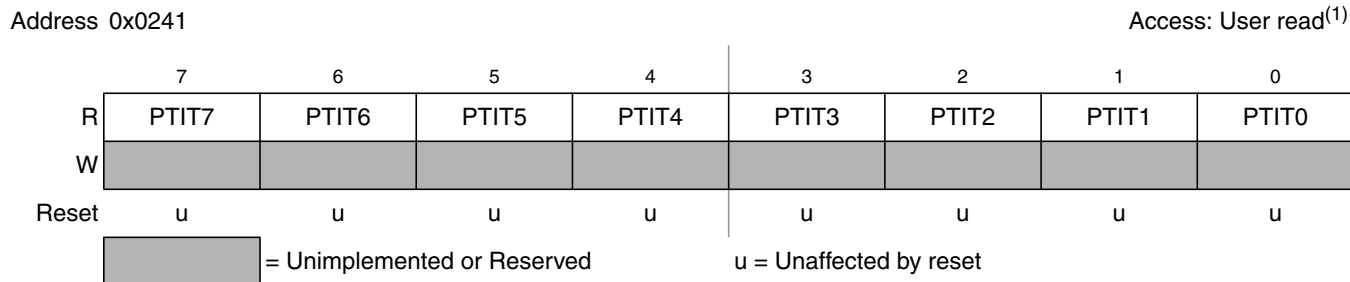 Address 0x0241 Access: User read(1)
7 6 5 4 3 2 1 0
R PTIT7 PTIT6 PTIT5 PTIT4 PTIT3 PTIT2 PTIT1 PTIT0
W
Reset u u u u u u u u
= Unimplemented or Reserved u = Unaffected by reset